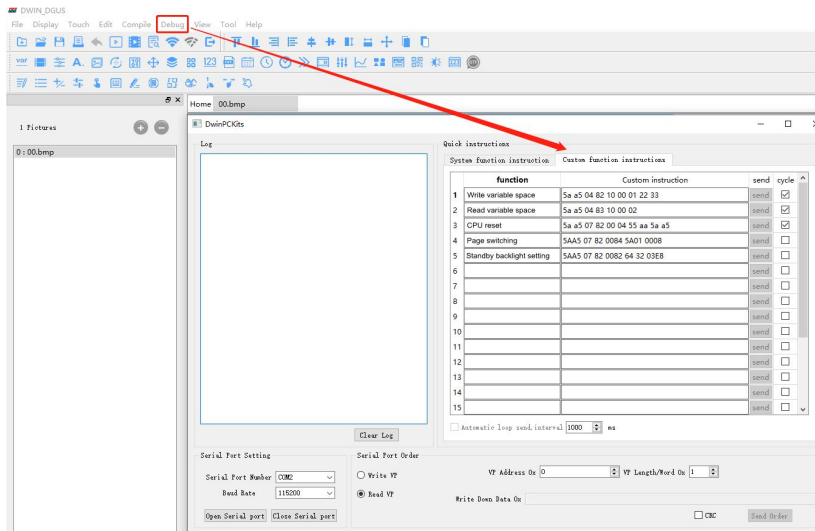 DWIN_DGUS
File Display Touch Edit Compile Debug View Tool Help
Home 00.bmp
1 Pictures
0 : 00.bmp
DwinPCKits
Log
Quick instructions
System function instruction Custom function instructions
function Custom instruction send cycle
1 Write variable space 5a a5 04 82 10 00 01 22 33 send
2 Read variable space 5a a5 04 83 10 00 02 send
3 CPU reset 5a a5 07 82 00 04 55 aa 5a a5 send
4 Page switching 5AA5 07 82 0084 5A01 0008 send
5 Standby backlight setting 5AA5 07 82 0082 64 32 03E8 send
6 send
7 send
8 send
9 send
10 send
11 send
12 send
13 send
14 send
15 send
Automatic loop send,interval 1000 ms
Clear Log
Serial Port Setting
Serial Port Number COM2
Baud Rate 115200
Open Serial port Close Serial port
Serial Port Order
Write VP
Read VP
VP Address 0x 0 VP Length/Word 0x 1
Write Down Data 0x
CRC Send Order